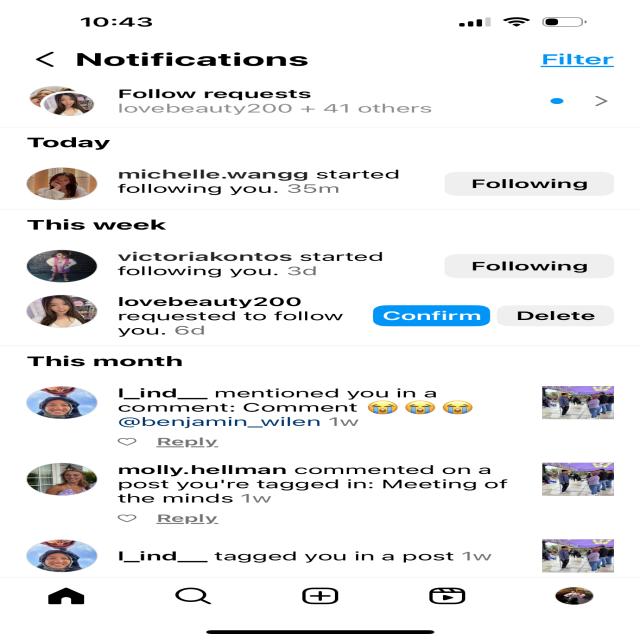 10:43
Notifications
Filter
Follow requests
lovebeauty200 + 41 others
Today
michelle.wangg started
following you. 35m
Following
This week
victoriakontos started
following you. 3d
Following
lovebeauty200
requested to follow
you. 6d
Confirm
Delete
This month
l_ind__ mentioned you in a
comment: Comment 😭 😭 😭
@benjamin_wilen 1w
Reply
molly.hellman commented on a
post you're tagged in: Meeting of
the minds 1w
Reply
l_ind__ tagged you in a post 1w